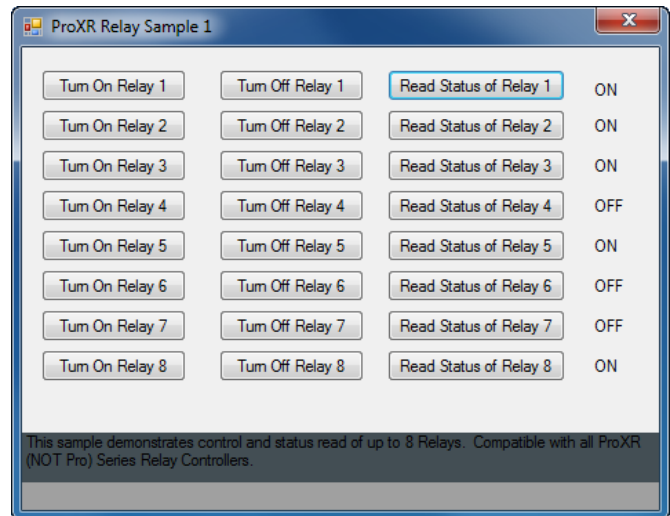 ProXR Relay Sample 1
Turn On Relay 1 Turn Off Relay 1 Read Status of Relay 1 ON
Turn On Relay 2 Turn Off Relay 2 Read Status of Relay 2 ON
Turn On Relay 3 Turn Off Relay 3 Read Status of Relay 3 ON
Turn On Relay 4 Turn Off Relay 4 Read Status of Relay 4 OFF
Turn On Relay 5 Turn Off Relay 5 Read Status of Relay 5 ON
Turn On Relay 6 Turn Off Relay 6 Read Status of Relay 6 OFF
Turn On Relay 7 Turn Off Relay 7 Read Status of Relay 7 OFF
Turn On Relay 8 Turn Off Relay 8 Read Status of Relay 8 ON
This sample demonstrates control and status read of up to 8 Relays. Compatible with all ProXR
(NOT Pro) Series Relay Controllers.